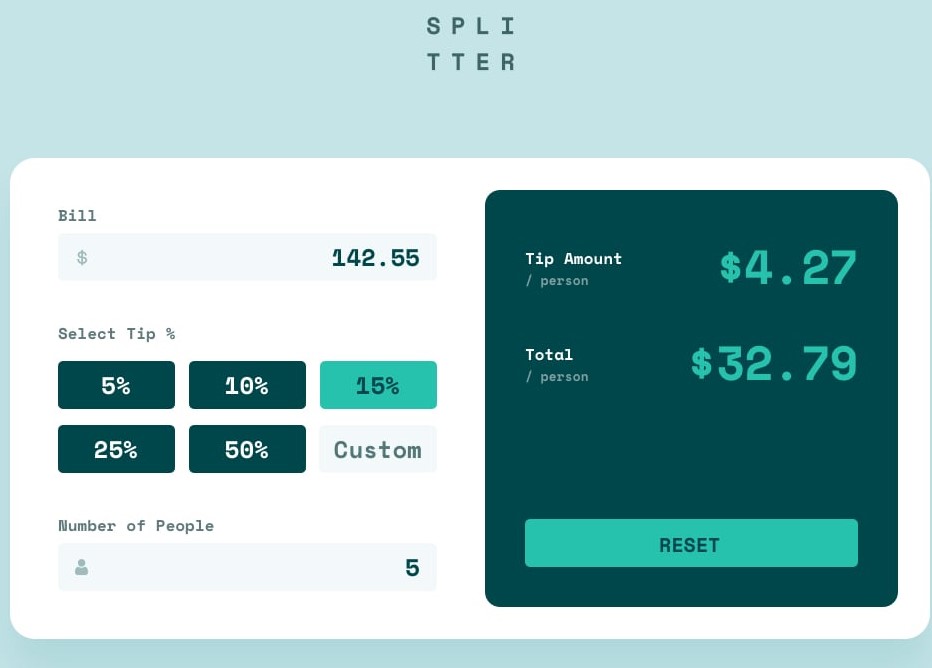 SPLI
TTER
Bill
$ 142.55
Select Tip %
5% 10% 15%
25% 50% Custom
Number of People
5
Tip Amount
/ person
$4.27
Total
/ person
$32.79
RESET